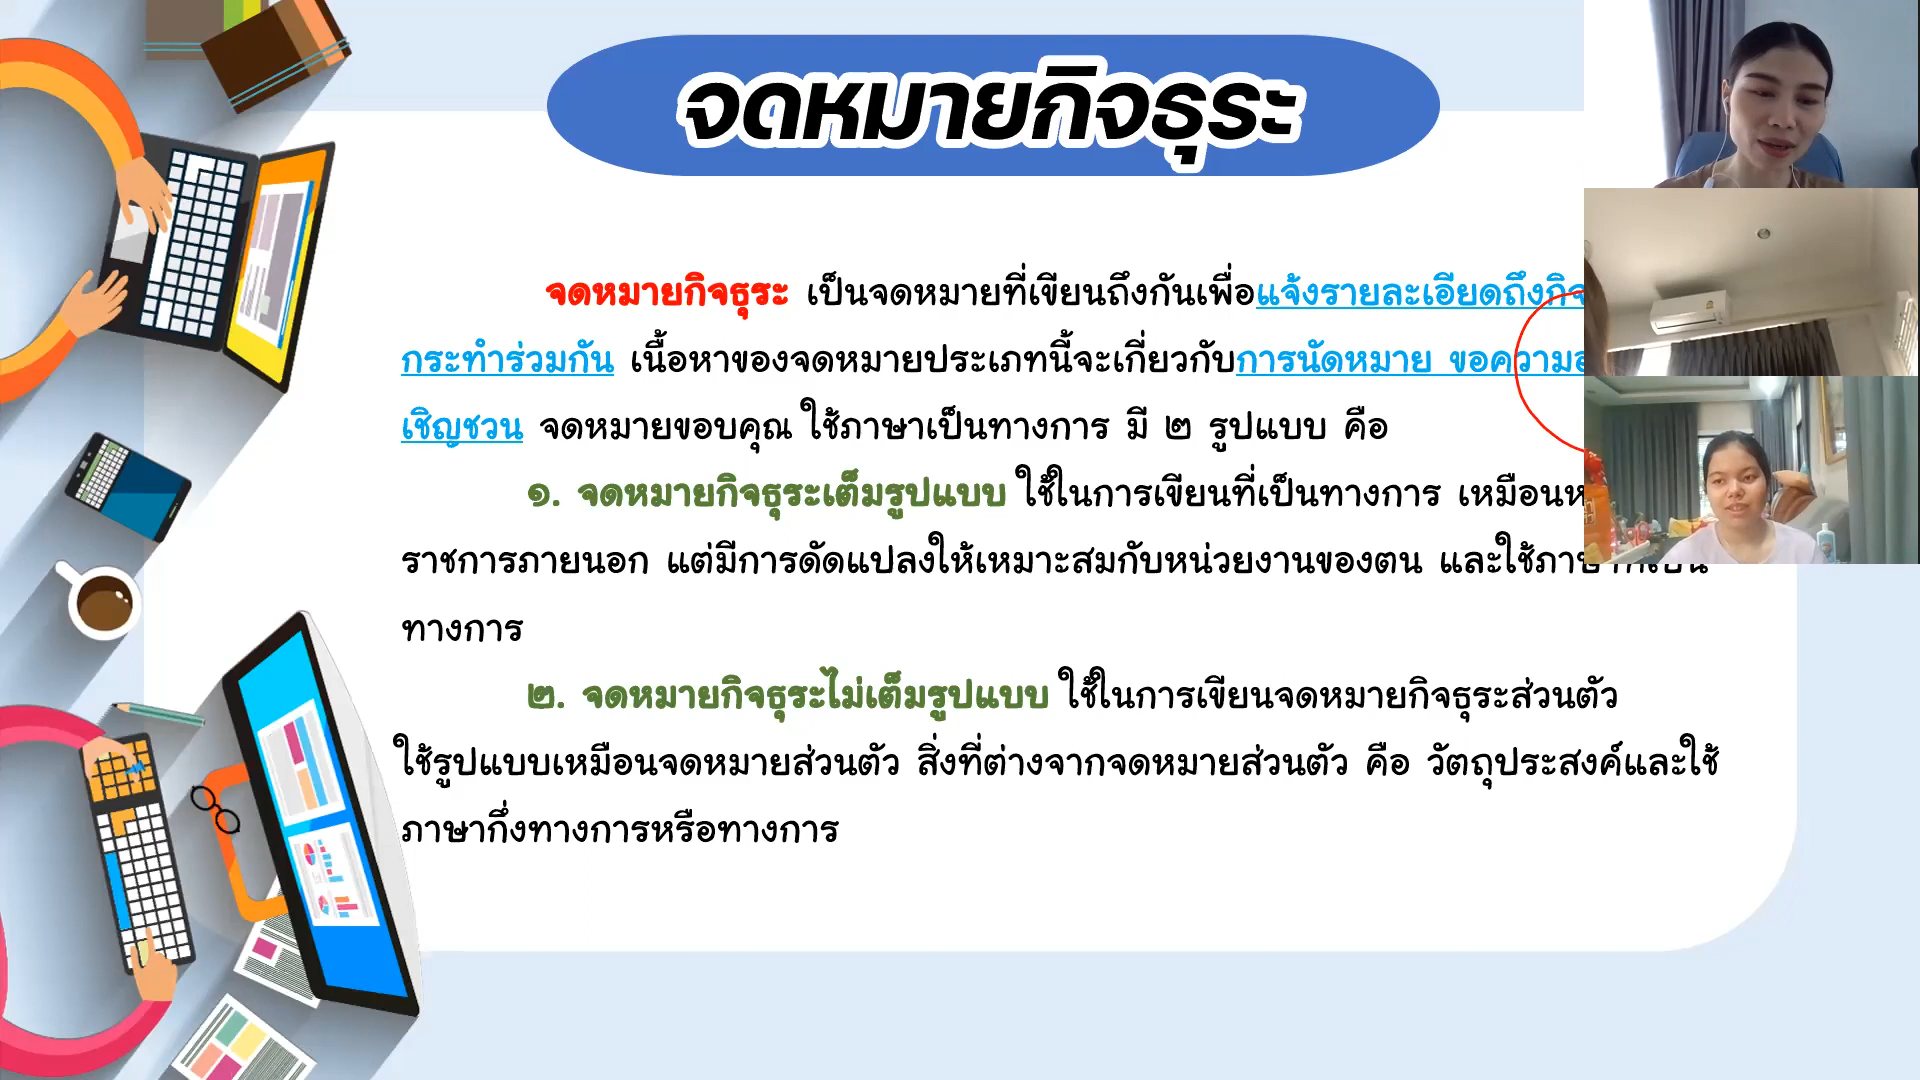 จดหมายกิจธุระ
จดหมายกิจธุระ เป็นจดหมายที่เขียนถึงกันเพื่อแจ้งรายละเอียดถึงกิจ
กระทำร่วมกัน เนื้อหาของจดหมายประเภทนี้จะเกี่ยวกับการนัดหมาย ขอความ
เชิญชวน จดหมายขอบคุณ ใช้ภาษาเป็นทางการ มี ๒ รูปแบบ คือ
๑. จดหมายกิจธุระเต็มรูปแบบ ใช้ในการเขียนที่เป็นทางการ เหมือน
ราชการภายนอก แต่มีการดัดแปลงให้เหมาะสมกับหน่วยงานของตน และใช้
ทางการ
๒. จดหมายกิจธุระไม่เต็มรูปแบบ ใช้ในการเขียนจดหมายกิจธุระส่วนตัว
ใช้รูปแบบเหมือนจดหมายส่วนตัว สิ่งที่ต่างจากจดหมายส่วนตัว คือ วัตถุประสงค์และใช้
ภาษากึ่งทางการหรือทางการ